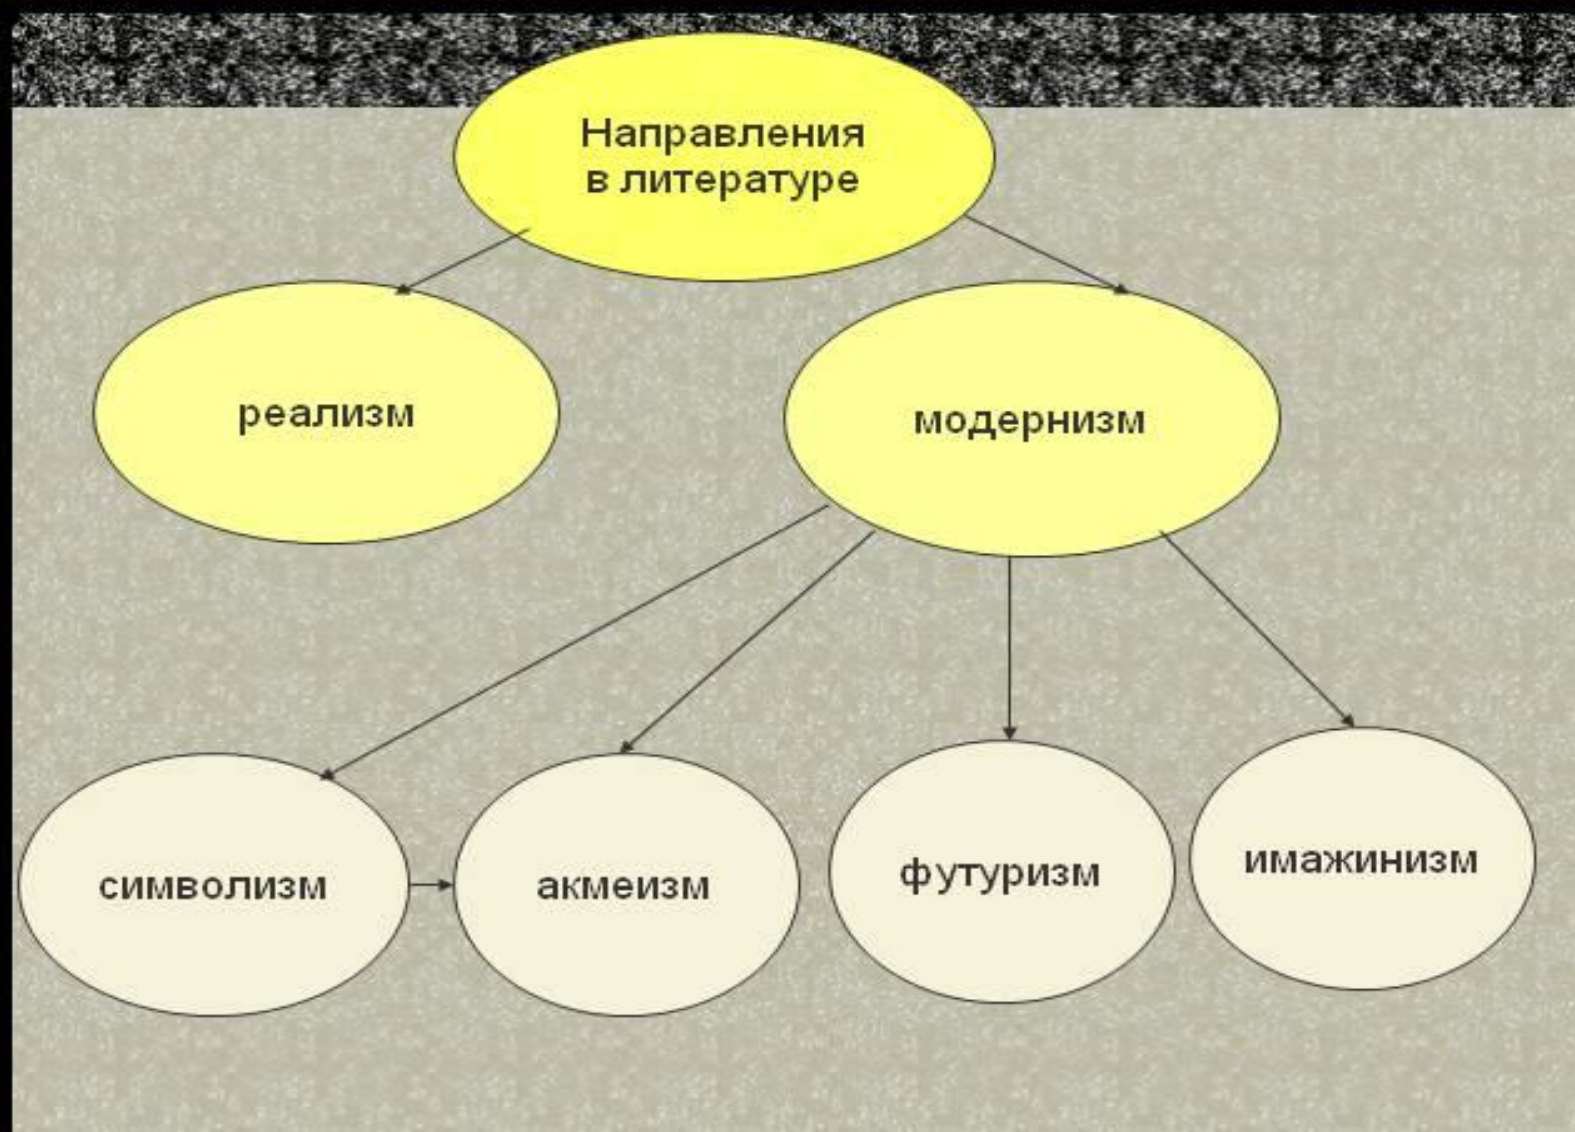 Направления
в литературе
реализм
модернизм
символизм
акмеизм
футуризм
имажинизм